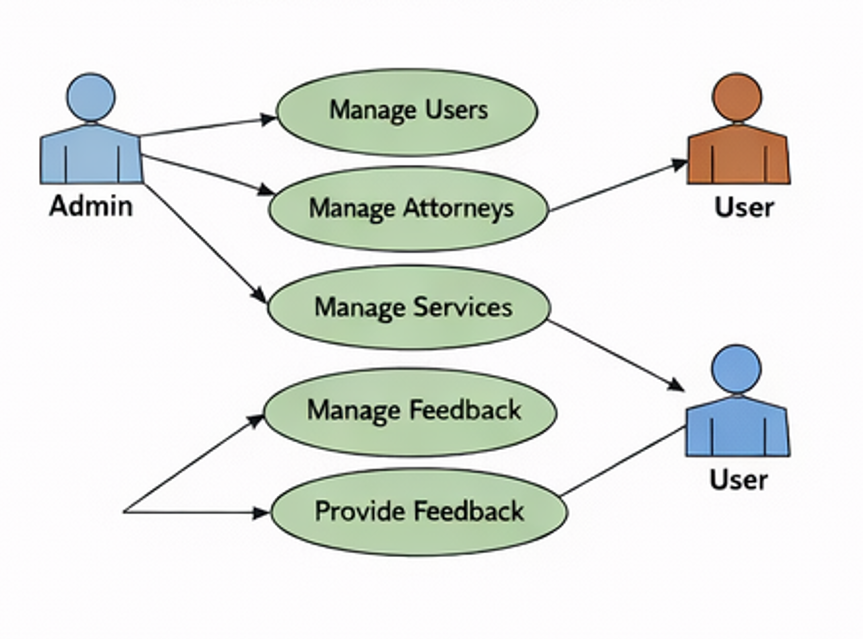 Manage Users
Admin
Manage Attorneys
User
Manage Services
Manage Feedback
User
Provide Feedback